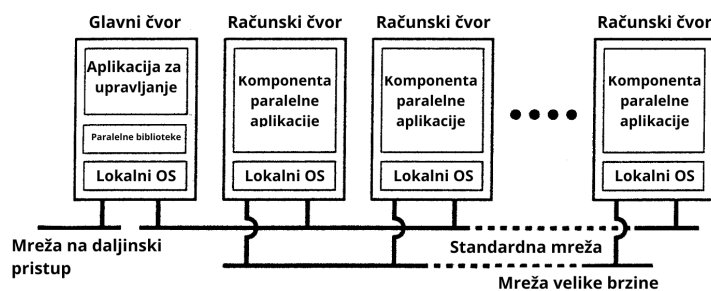 Glavni čvor
Računski čvor
Računski čvor
Računski čvor
Aplikacija za
upravljanje
Paralelne biblioteke
Lokalni OS
Komponenta
paralelne
aplikacije
Lokalni OS
Komponenta
paralelne
aplikacije
Lokalni OS
Komponenta
paralelne
aplikacije
Lokalni OS
Mreža na daljinski
pristup
Standardna mreža
Mreža velike brzine